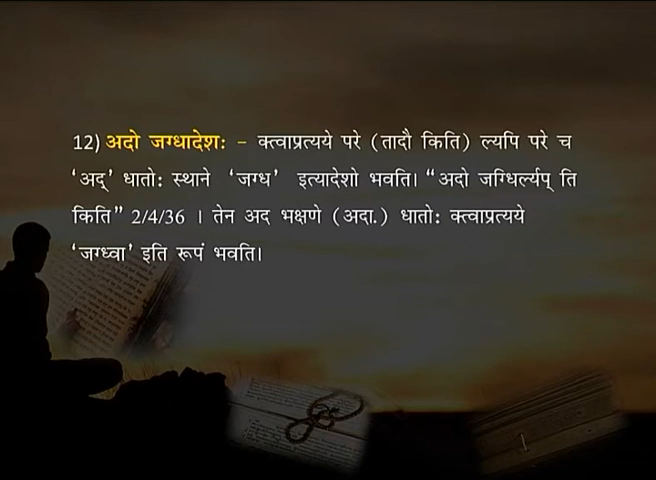 12) अदो जग्धादेशः - क्त्वाप्रत्यये परे (तादौ किति) ल्यपि परे च
'अद्' धातोः स्थाने 'जग्ध' इत्यादेशो भवति। "अदो जग्धिर्ल्यप् ति
किति" 2/4/36 । तेन अद भक्षणे (अदा.) धातोः क्त्वाप्रत्यये
'जग्ध्वा' इति रूपं भवति।